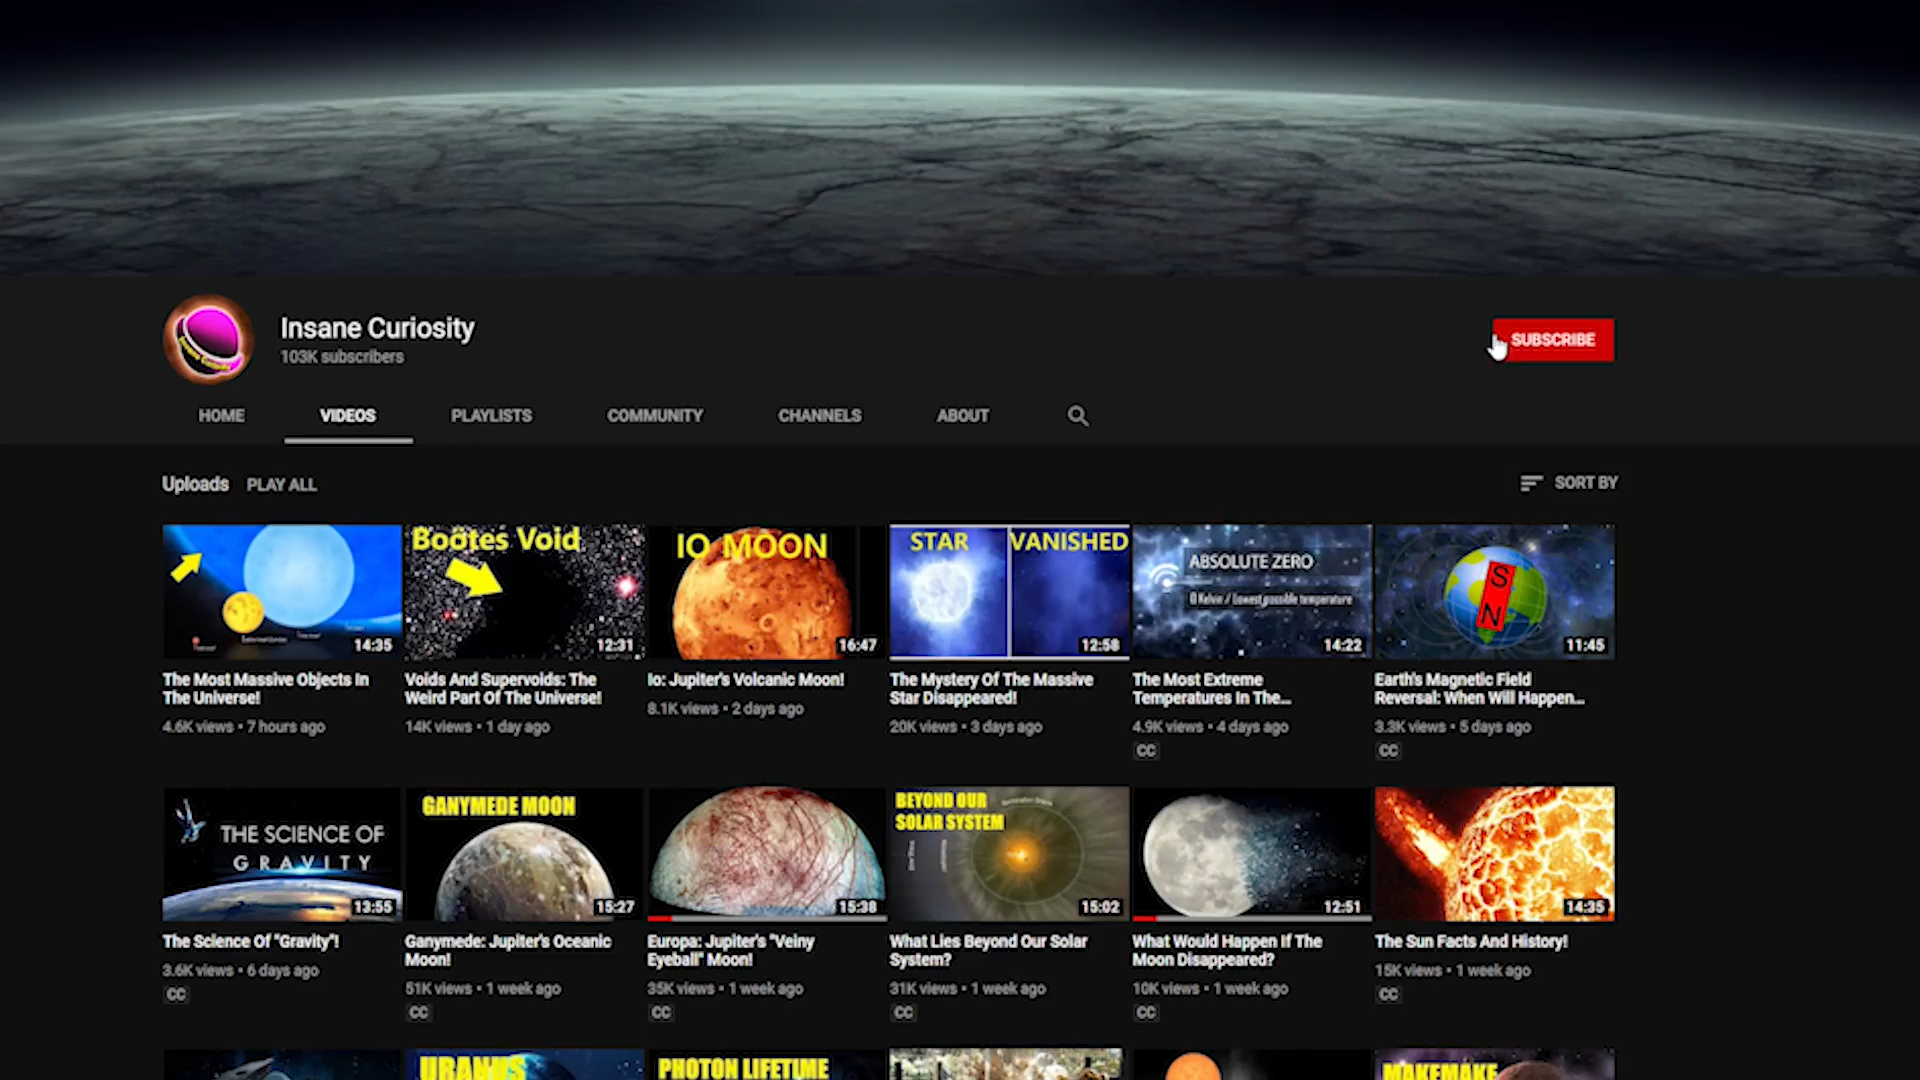 Insane Curiosity
103K subscribers
SUBSCRIBE
HOME
VIDEOS
PLAYLISTS
COMMUNITY
CHANNELS
ABOUT
Uploads
PLAY ALL
SORT BY
14:35
Boötes Void
12:31
IO MOON
16:47
STAR
VANISHED
12:58
ABSOLUTE ZERO
0 Kelvin / Lowest possible temperature
14:22
S
N
11:45
The Most Massive Objects In
The Universe!
4.6K views • 7 hours ago
Voids And Supervoids: The
Weird Part Of The Universe!
14K views • 1 day ago
Io: Jupiter's Volcanic Moon!
8.1K views • 2 days ago
The Mystery Of The Massive
Star Disappeared!
20K views • 3 days ago
The Most Extreme
Temperatures In The...
4.9K views • 4 days ago
CC
Earth's Magnetic Field
Reversal: When Will Happen...
3.3K views • 5 days ago
CC
THE SCIENCE OF
GRAVITY
13:55
GANYMEDE MOON
15:27
15:38
BEYOND OUR
SOLAR SYSTEM
15:02
12:51
14:35
The Science Of "Gravity"!
3.6K views • 6 days ago
CC
Ganymede: Jupiter's Oceanic
Moon!
51K views • 1 week ago
CC
Europa: Jupiter's "Veiny
Eyeball" Moon!
35K views • 1 week ago
CC
What Lies Beyond Our Solar
System?
31K views • 1 week ago
CC
What Would Happen If The
Moon Disappeared?
10K views • 1 week ago
CC
The Sun Facts And History!
15K views • 1 week ago
CC
URANUS
PHOTON LIFETIME
MAKEMAKE